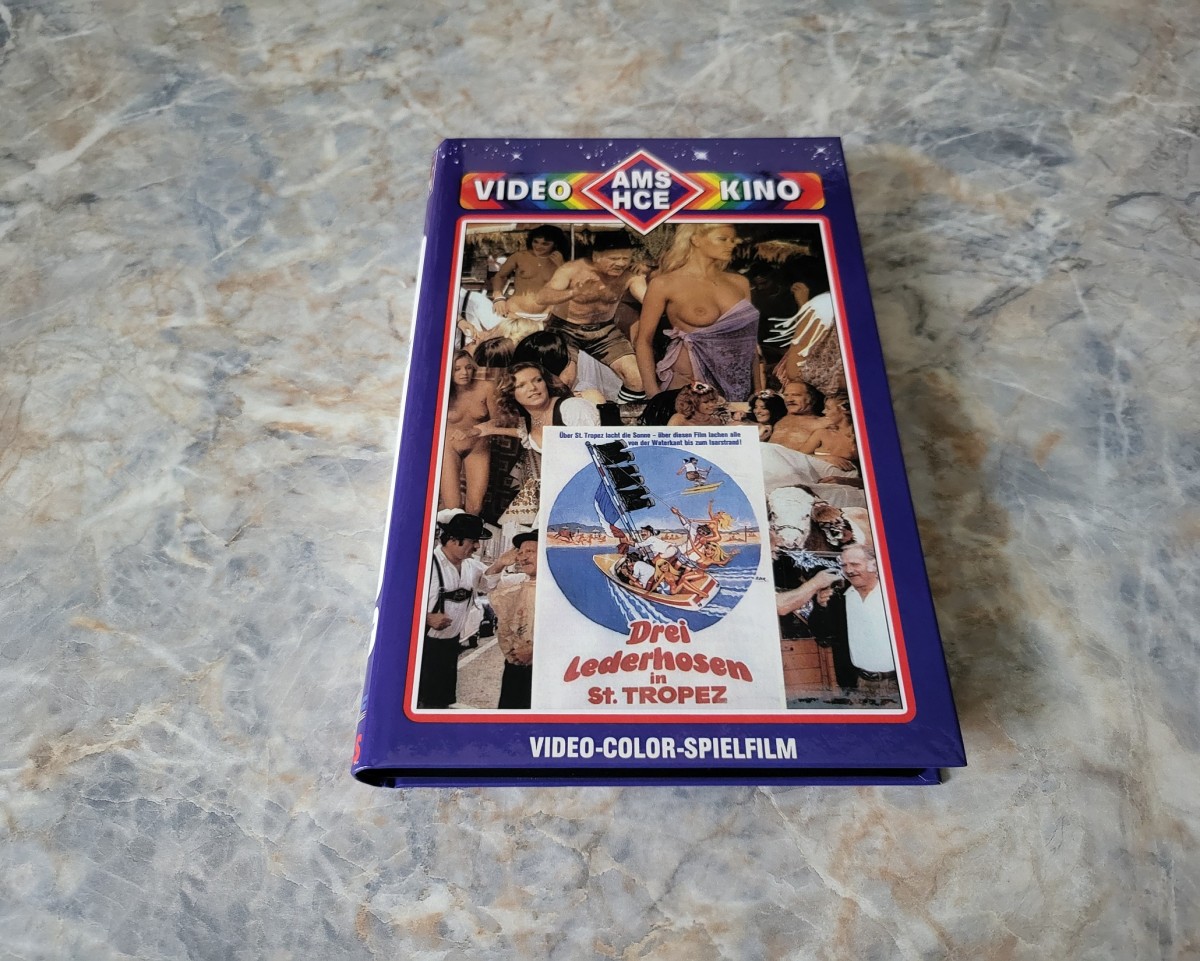 VIDEO AMS HCE KINO
Über St. Tropez lacht die Sonne – über diesen Film lachen alle
von der Waterkant bis zum Isarstrand!
Drei
Lederhosen
in
St. TROPEZ
VIDEO-COLOR-SPIELFILM